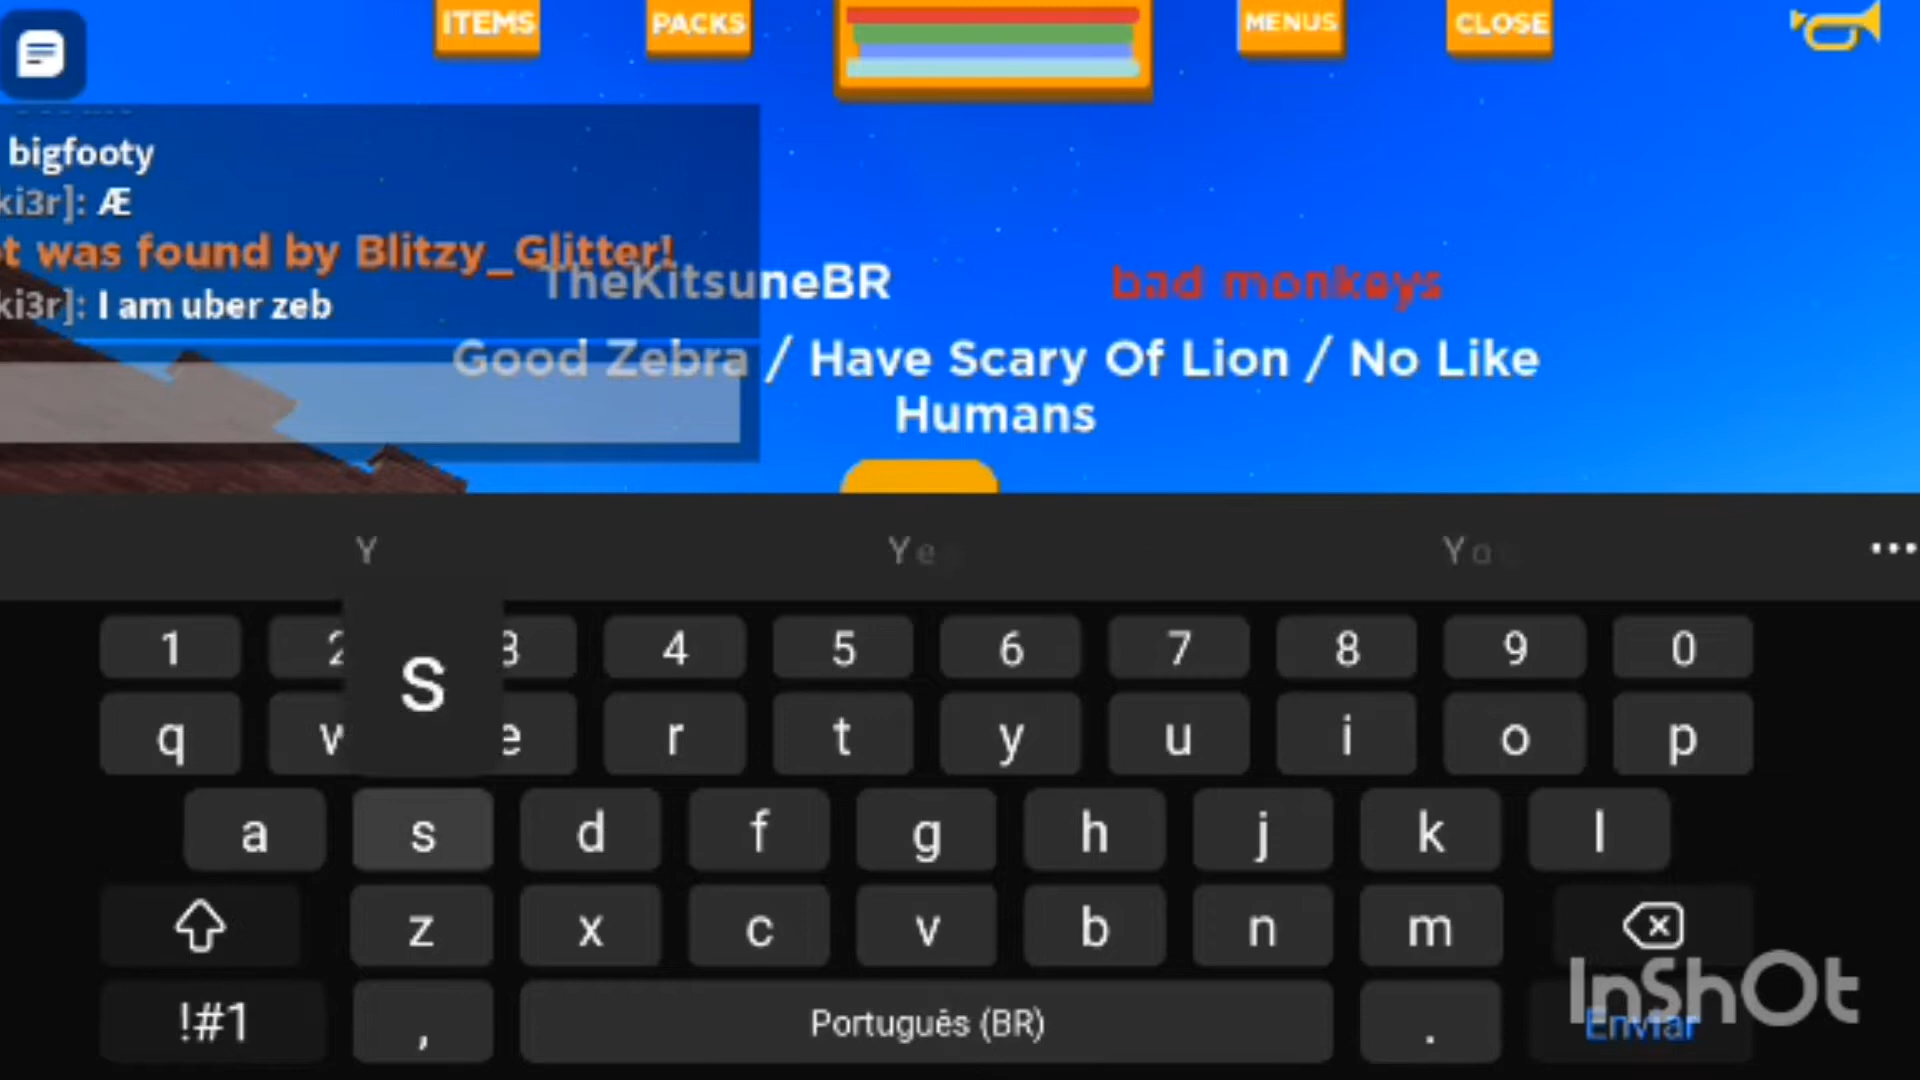 ITEMS PACKS MENUS CLOSE
bigfooty
ki3r]: Æ
t was found by Blitzy_Glitter!
ki3r]: I am uber zeb
TheKitsuneBR bad monkeys
Good Zebra / Have Scary Of Lion / No Like
Humans
Y Ye Yo
1 2 3 4 5 6 7 8 9 0
s
q w e r t y u i o p
a s d f g h j k l
z x c v b n m
!#1 , Português (BR) . Enviar
InShOt